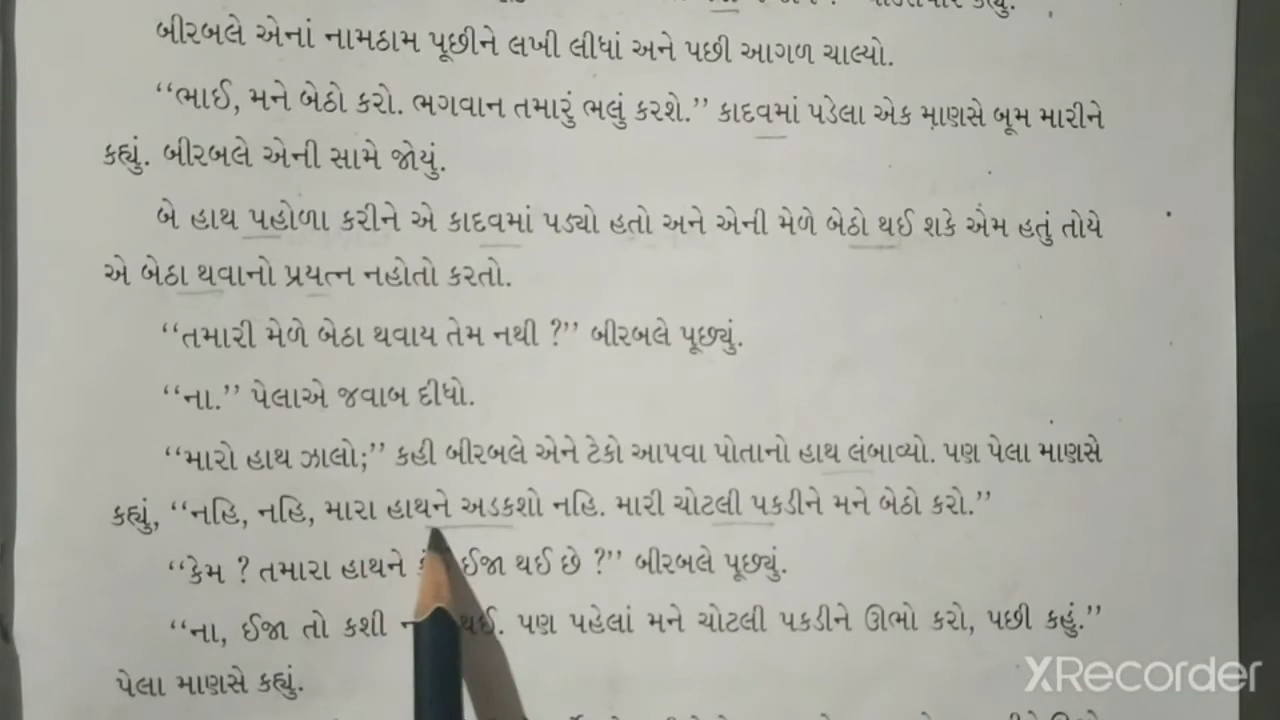 કહ્યું.
બીરબલે એનાં નામઠામ પૂછીને લખી લીધાં અને પછી આગળ ચાલ્યો.
“ભાઈ, મને બેઠો કરો. ભગવાન તમારું ભલું કરશે.” કાદવમાં પડેલા એક માણસે બૂમ મારીને
કહ્યું. બીરબલે એની સામે જોયું.
બે હાથ પહોળા કરીને એ કાદવમાં પડ્યો હતો અને એની મેળે બેઠો થઈ શકે એમ હતું તોયે
એ બેઠા થવાનો પ્રયત્ન નહોતો કરતો.
“તમારી મેળે બેઠા થવાય તેમ નથી ?” બીરબલે પૂછ્યું.
“ના.” પેલાએ જવાબ દીધો.
“મારો હાથ ઝાલો;” કહી બીરબલે એને ટેકો આપવા પોતાનો હાથ લંબાવ્યો. પણ પેલા માણસે
કહ્યું, “નહિ, નહિ, મારા હાથને અડકશો નહિ. મારી ચોટલી પકડીને મને બેઠો કરો.”
“કેમ ? તમારા હાથને ઈજા થઈ છે ?” બીરબલે પૂછ્યું.
“ના, ઈજા તો કશી થઈ. પણ પહેલાં મને ચોટલી પકડીને ઊભો કરો, પછી કહું.”
પેલા માણસે કહ્યું.
XRecorder